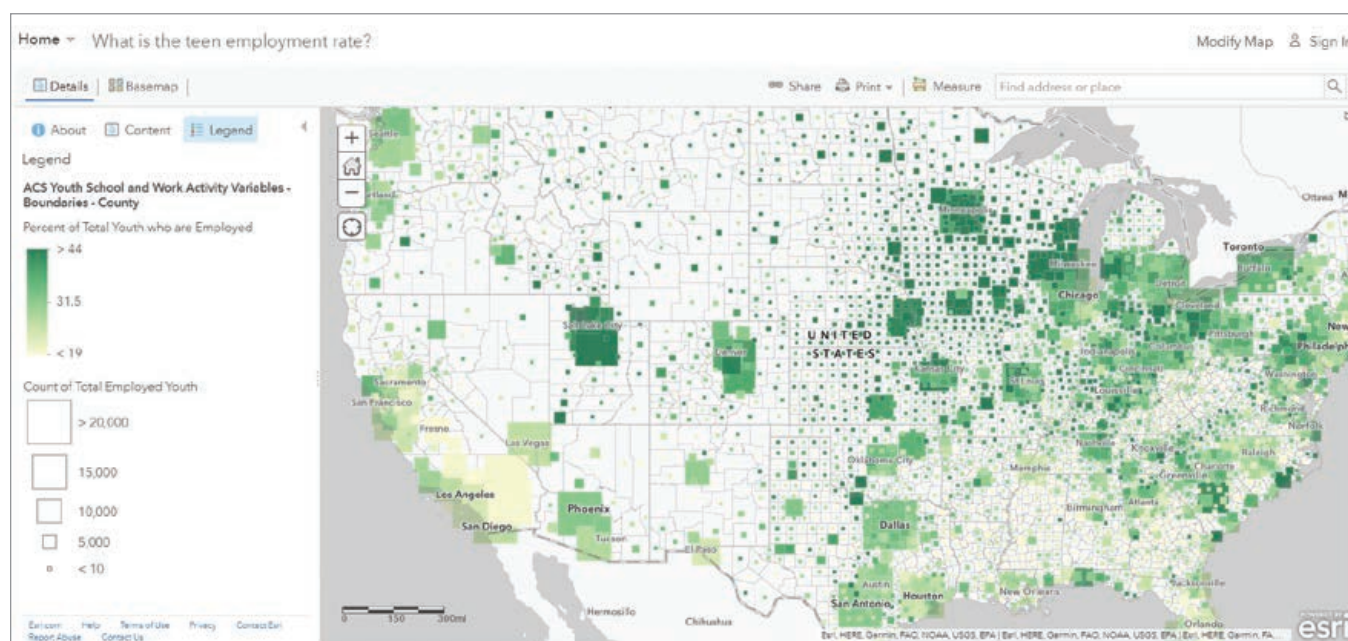 Home What is the teen employment rate? Modify Map Sign In
Details Basemap Share Print Measure Find address or place
About Content Legend
Legend
ACS Youth School and Work Activity Variables -
Boundaries - County
Percent of Total Youth who are Employed
> 44
31.5
< 19
Count of Total Employed Youth
> 20,000
15,000
10,000
5,000
< 10
Esri.com Help Terms of Use Privacy Contact Esri
Report Abuse Contact Us
Seattle
Minneapolis
Ottawa
Toronto
Buffalo
Milwaukee
Detroit
Chicago
Cleveland
Salt Lake City
UNITED
STATES
Denver
Pittsburgh
Indianapolis
Columbus
Philadelphia
Kansas City
Cincinnati
Washington
Sacramento
St Louis
Louisville
San Francisco
Richmond
Fresno
Norfolk
Las Vegas
Nashville
Knoxville
Raleigh
Oklahoma City
Memphis
Charlotte
Greenville
Los Angeles
Atlanta
Phoenix
Birmingham
San Diego
Dallas
Tucson
El Paso
Austin
Jacksonville
San Antonio
Houston
New Orleans
Orlando
0 150 300mi
Hermosillo
Chihuahua
Esri, HERE, Garmin, FAO, NOAA, USGS, EPA | Esri, HERE, Garmin, FAO, NOAA, USGS, EPA | Esri, HERE, Garmin, FA
POWERED BY
esri